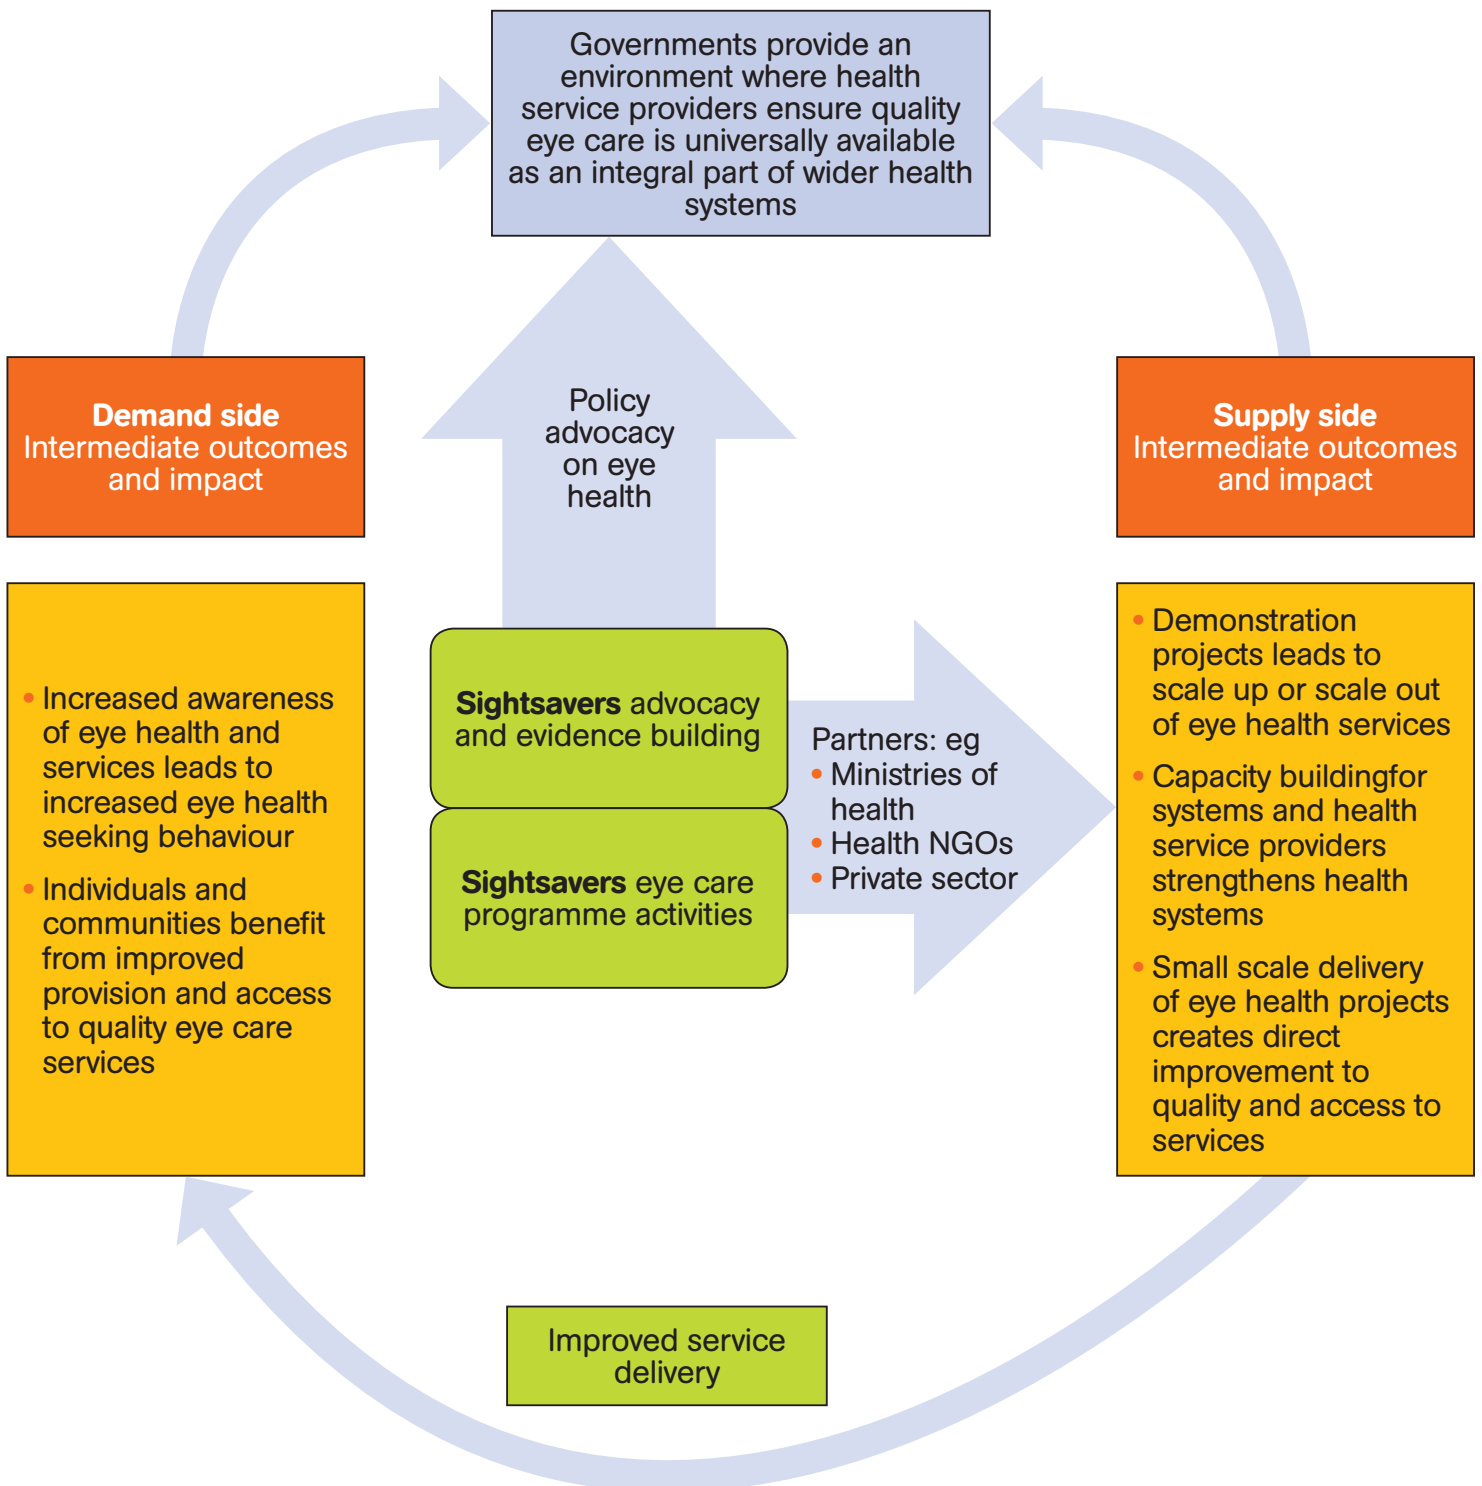 Governments provide an
environment where health
service providers ensure quality
eye care is universally available
as an integral part of wider health
systems
Demand side
Intermediate outcomes
and impact
Policy
advocacy
on eye
health
Supply side
Intermediate outcomes
and impact
• Increased awareness
of eye health and
services leads to
increased eye health
seeking behaviour
• Individuals and
communities benefit
from improved
provision and access
to quality eye care
services
Sightsavers advocacy
and evidence building
Sightsavers eye care
programme activities
Partners: eg
• Ministries of
health
• Health NGOs
• Private sector
• Demonstration
projects leads to
scale up or scale out
of eye health services
• Capacity buildingfor
systems and health
service providers
strengthens health
systems
• Small scale delivery
of eye health projects
creates direct
improvement to
quality and access to
services
Improved service
delivery